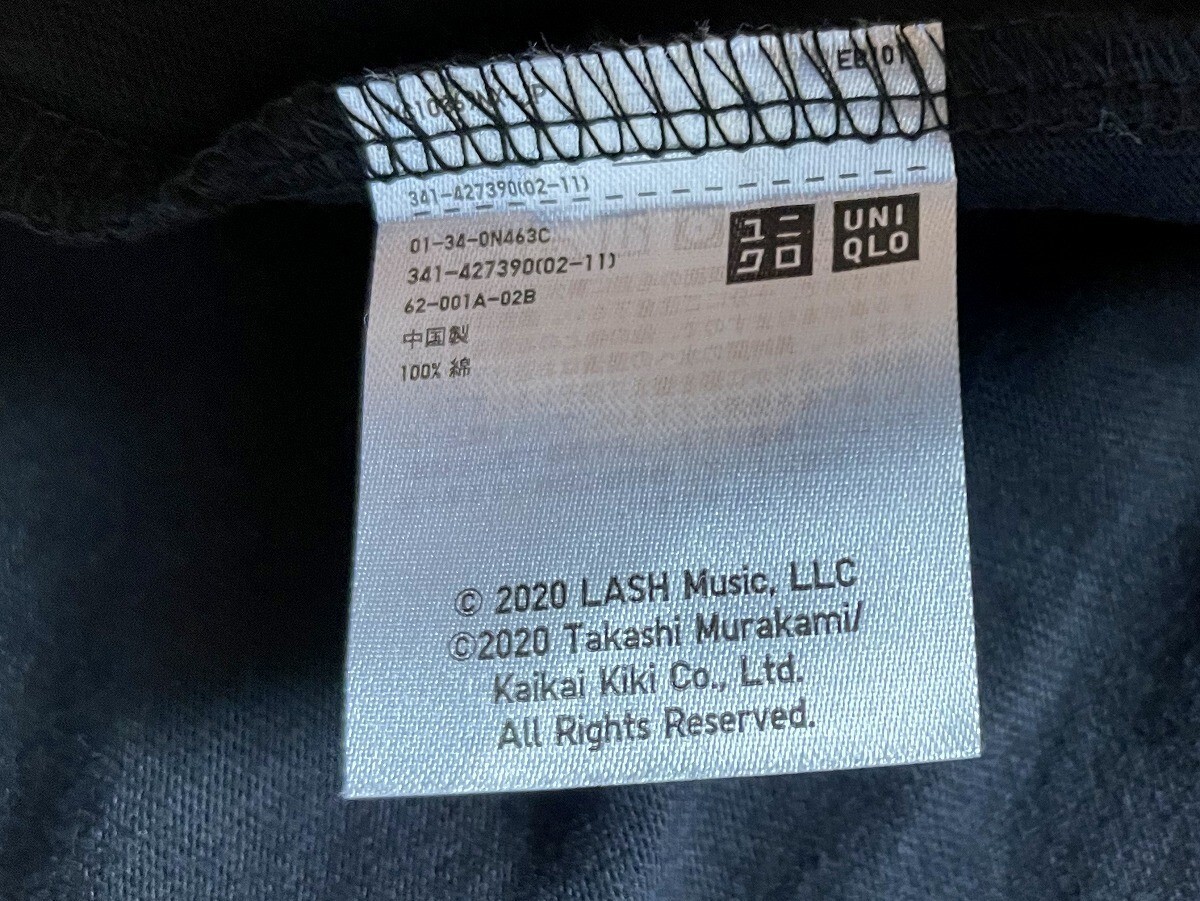 EB101
341-427390(02-11)
01-34-0N463C
341-427390(02-11)
62-001A-02B
中国製
100% 綿
ユニ
クロ
UNI
QLO
© 2020 LASH Music, LLC
©2020 Takashi Murakami/
Kaikai Kiki Co., Ltd.
All Rights Reserved.